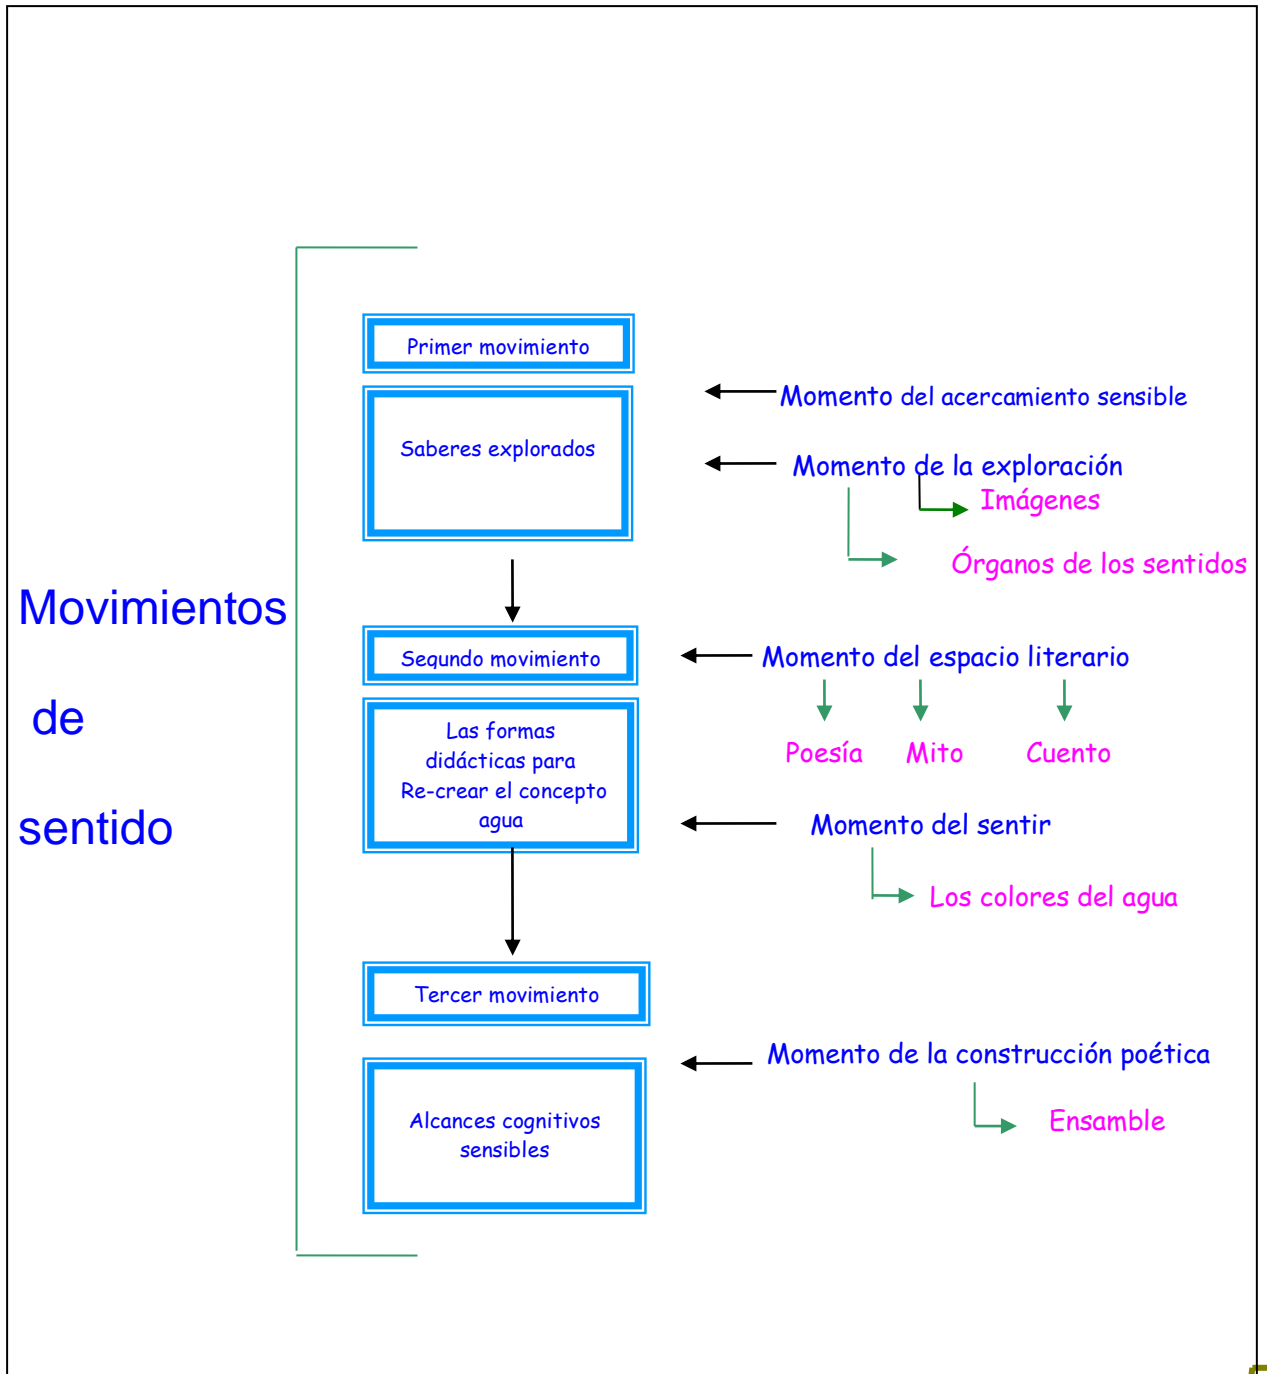 Movimientos
de
sentido
Primer movimiento
Saberes explorados
Momento del acercamiento sensible
Momento de la exploración
Imágenes
Órganos de los sentidos
Segundo movimiento
Las formas
didácticas para
Re-crear el concepto
agua
Momento del espacio literario
Poesía Mito Cuento
Momento del sentir
Los colores del agua
Tercer movimiento
Alcances cognitivos
sensibles
Momento de la construcción poética
Ensamble